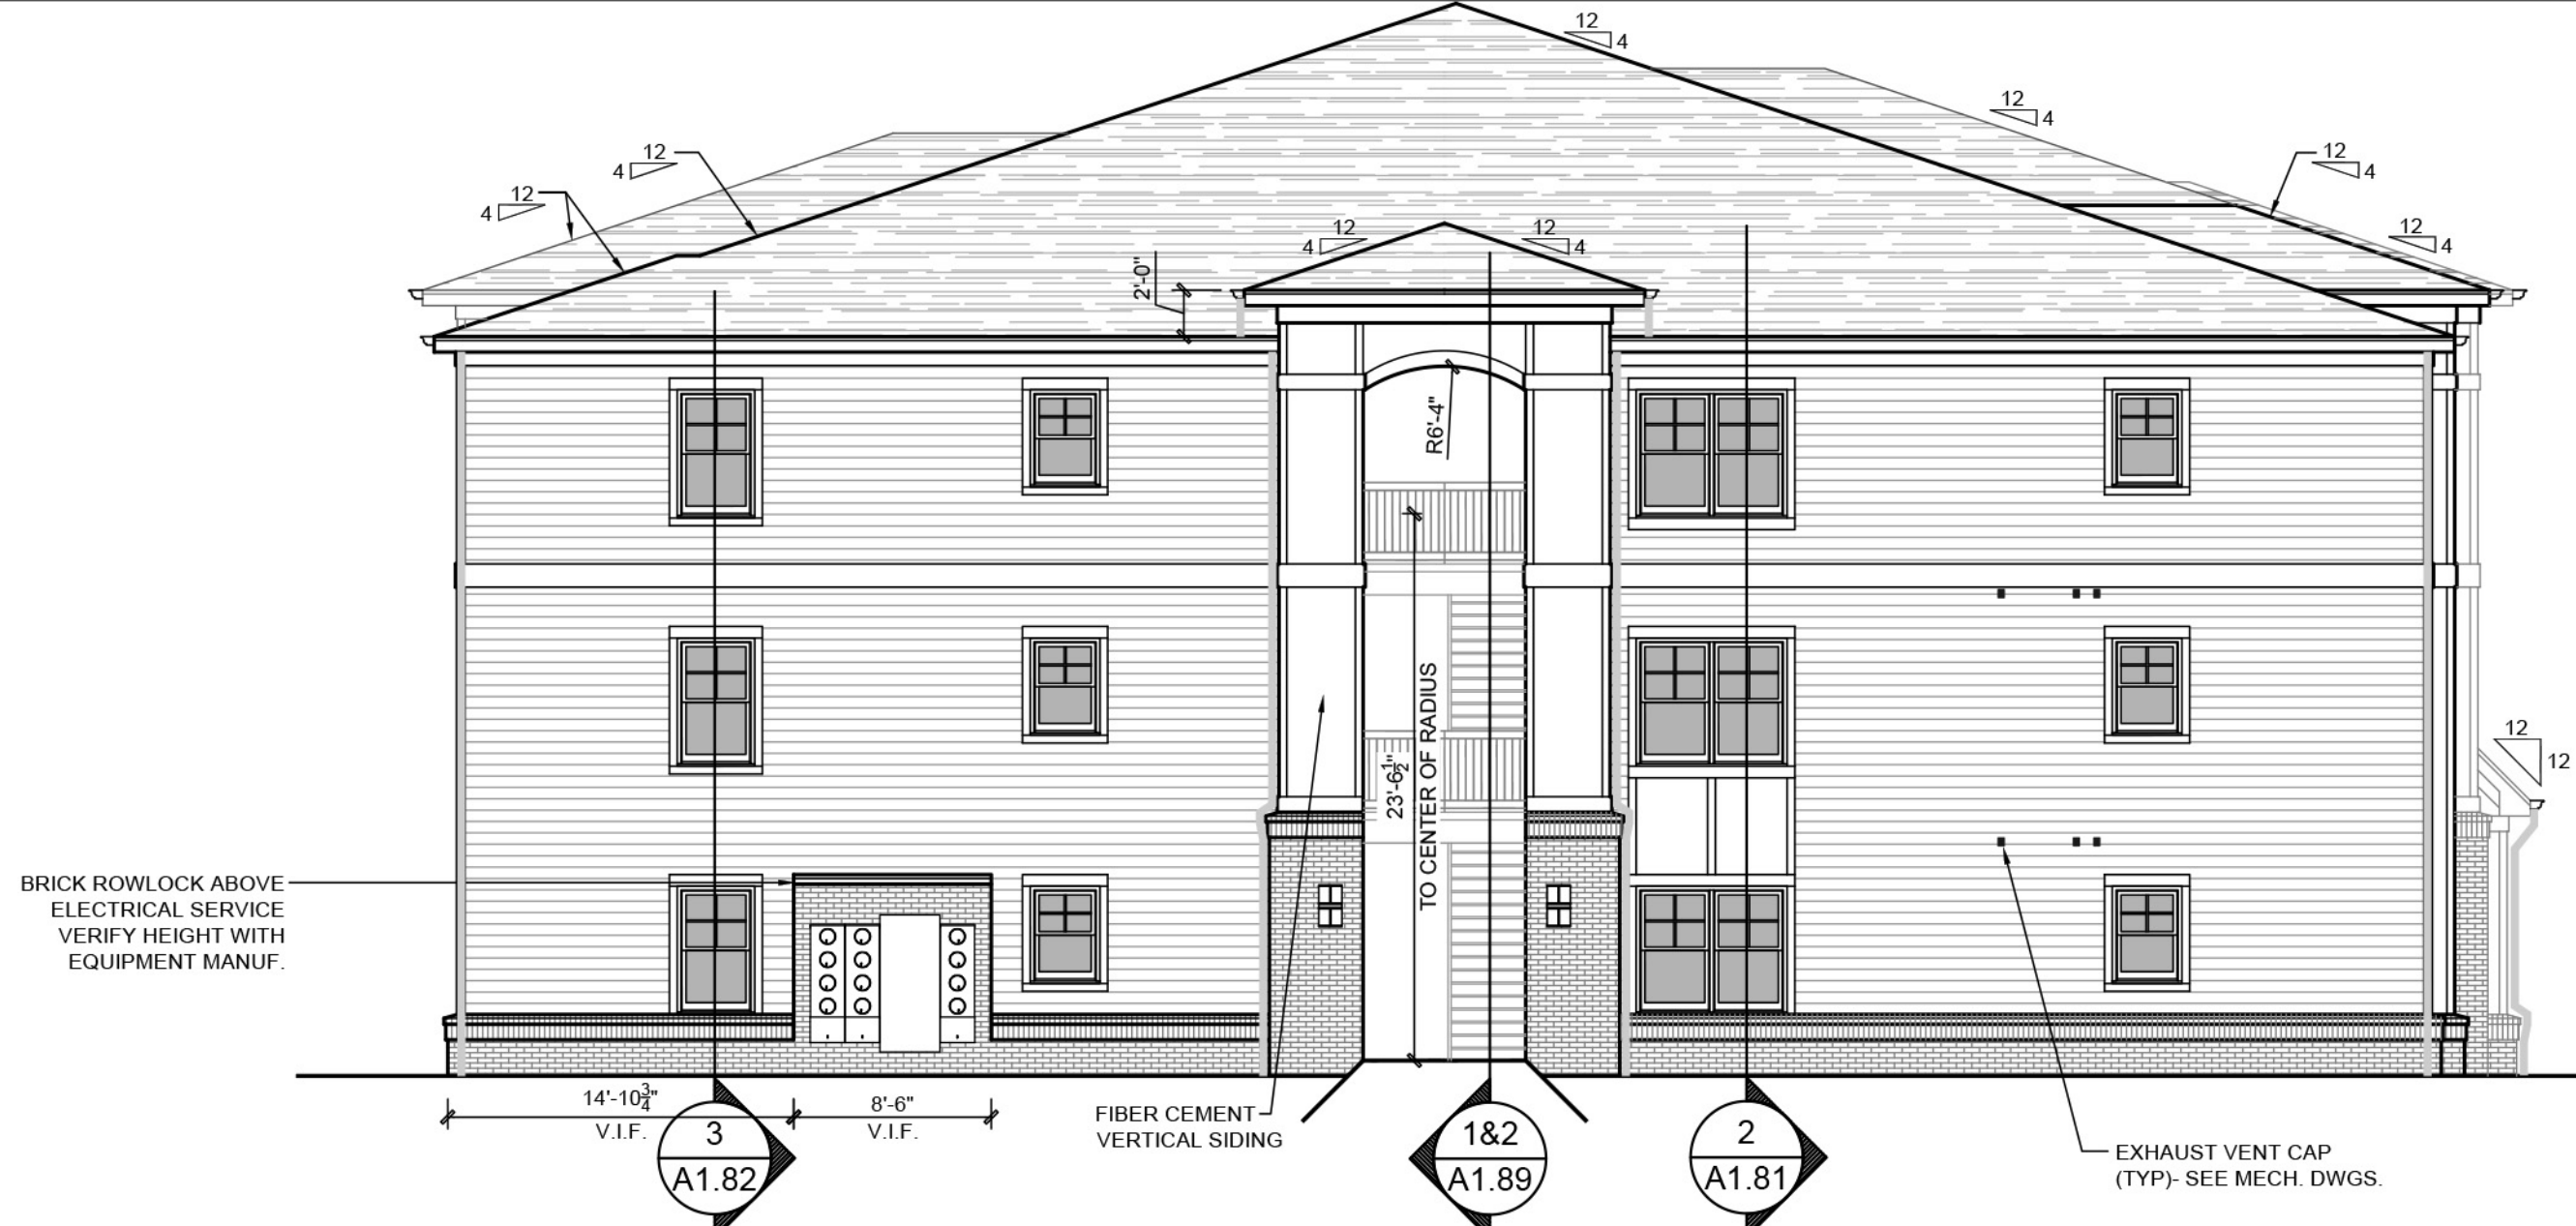 12
4
12
4
12
4
12
4
12
4
12
4
12
4
12
4
12
4
2'-0"
R6'-4"
23'-6½"
TO CENTER OF RADIUS
12
12
BRICK ROWLOCK ABOVE
ELECTRICAL SERVICE
VERIFY HEIGHT WITH
EQUIPMENT MANUF.
14'-10¾"
V.I.F.
8'-6"
V.I.F.
FIBER CEMENT
VERTICAL SIDING
3
A1.82
1&2
A1.89
2
A1.81
EXHAUST VENT CAP
(TYP)- SEE MECH. DWGS.